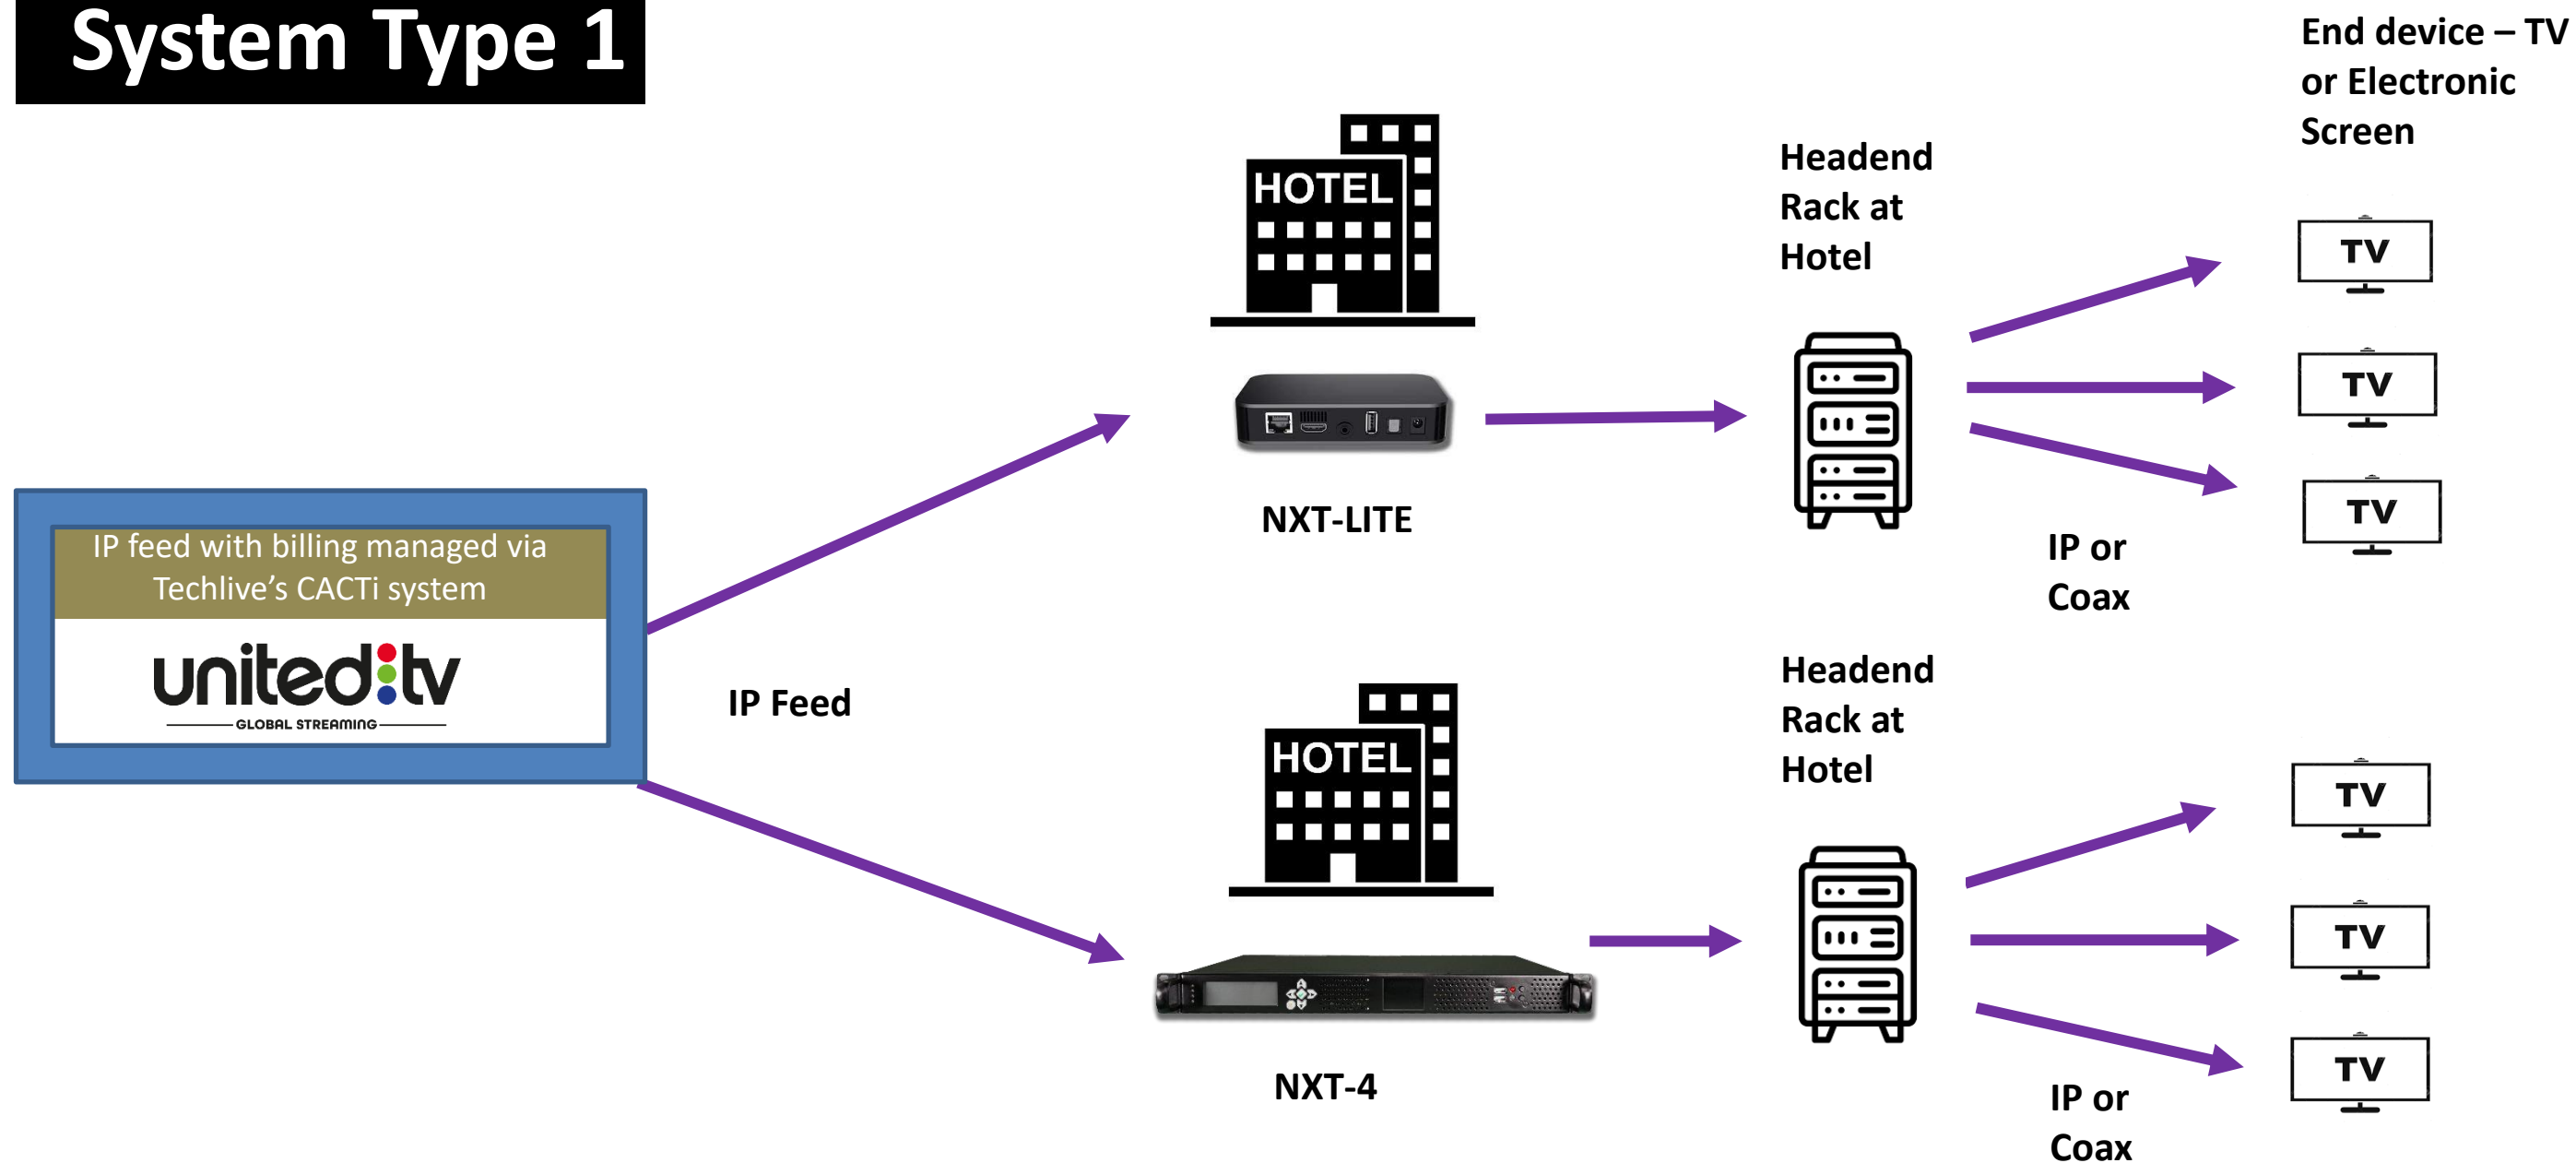 System Type 1
End device – TV
or Electronic
Screen
HOTEL
Headend
Rack at
Hotel
TV
TV
TV
NXT-LITE
IP or
Coax
IP feed with billing managed via
Techlive’s CACTi system
united:tv
GLOBAL STREAMING
IP Feed
HOTEL
Headend
Rack at
Hotel
TV
TV
TV
NXT-4
IP or
Coax